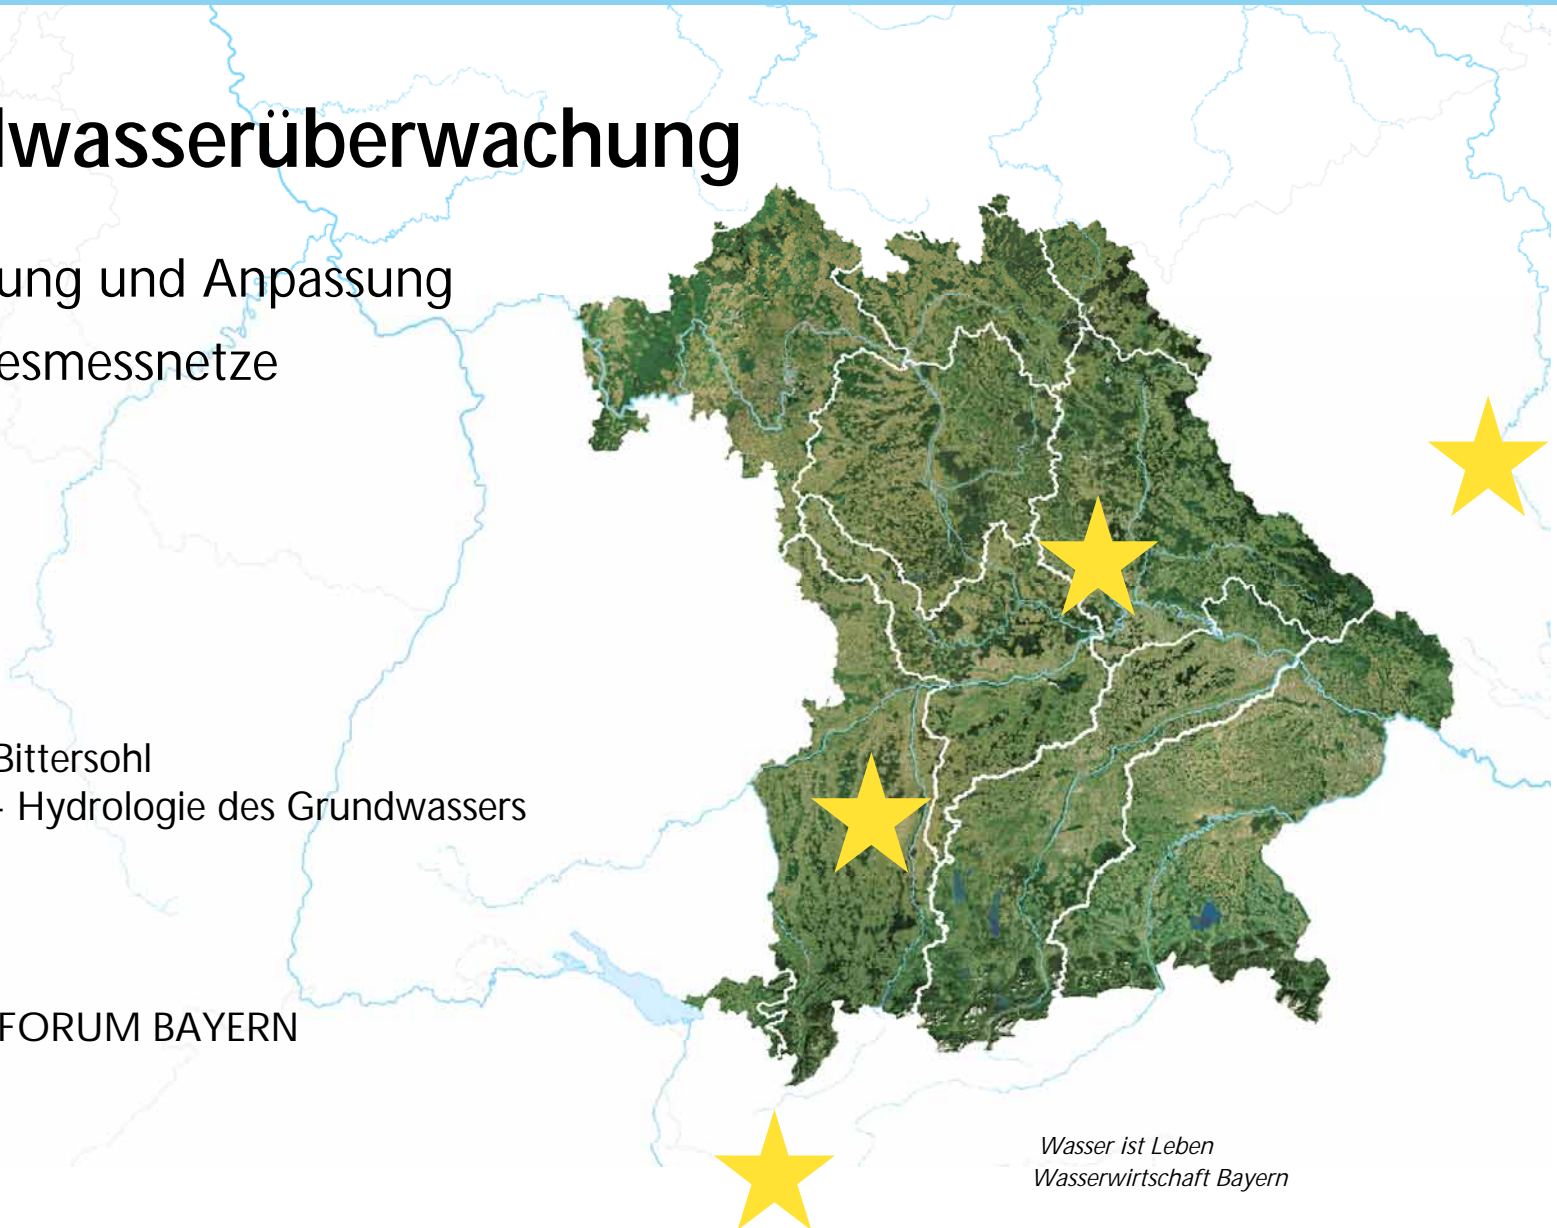 lwasserüberwachung
ung und Anpassung
esmessnetze
Bittersohl
- Hydrologie des Grundwassers
FORUM BAYERN
Wasser ist Leben
Wasserwirtschaft Bayern